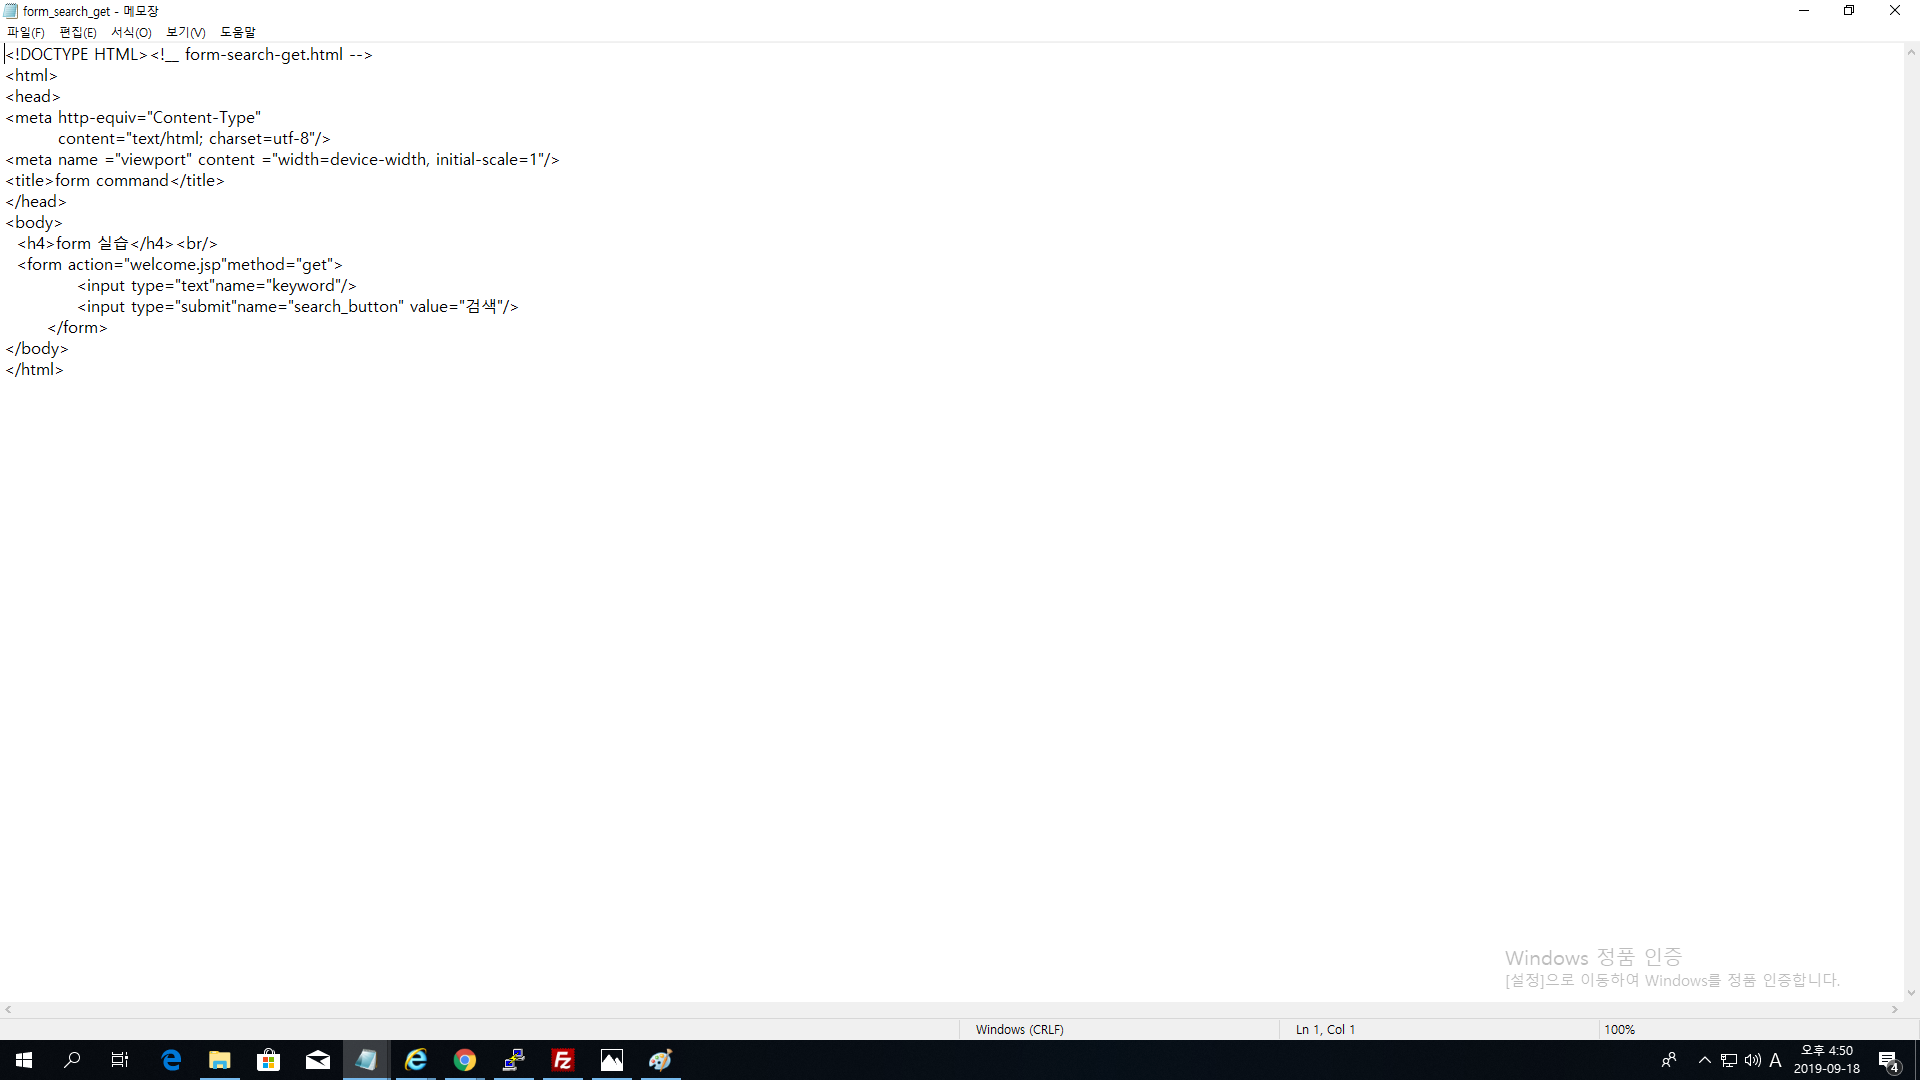 form_search_get - 메모장
파일(F) 편집(E) 서식(O) 보기(V) 도움말
<!DOCTYPE HTML><!__ form-search-get.html -->
<html>
<head>
<meta http-equiv="Content-Type"
content="text/html; charset=utf-8"/>
<meta name ="viewport" content ="width=device-width, initial-scale=1"/>
<title>form command</title>
</head>
<body>
<h4>form 실습</h4><br/>
<form action="welcome.jsp"method="get">
<input type="text"name="keyword"/>
<input type="submit"name="search_button" value="검색"/>
</form>
</body>
</html>
Windows 정품 인증
[설정]으로 이동하여 Windows를 정품 인증합니다.
Windows (CRLF) Ln 1, Col 1 100%
A 오후 4:50
2019-09-18
4